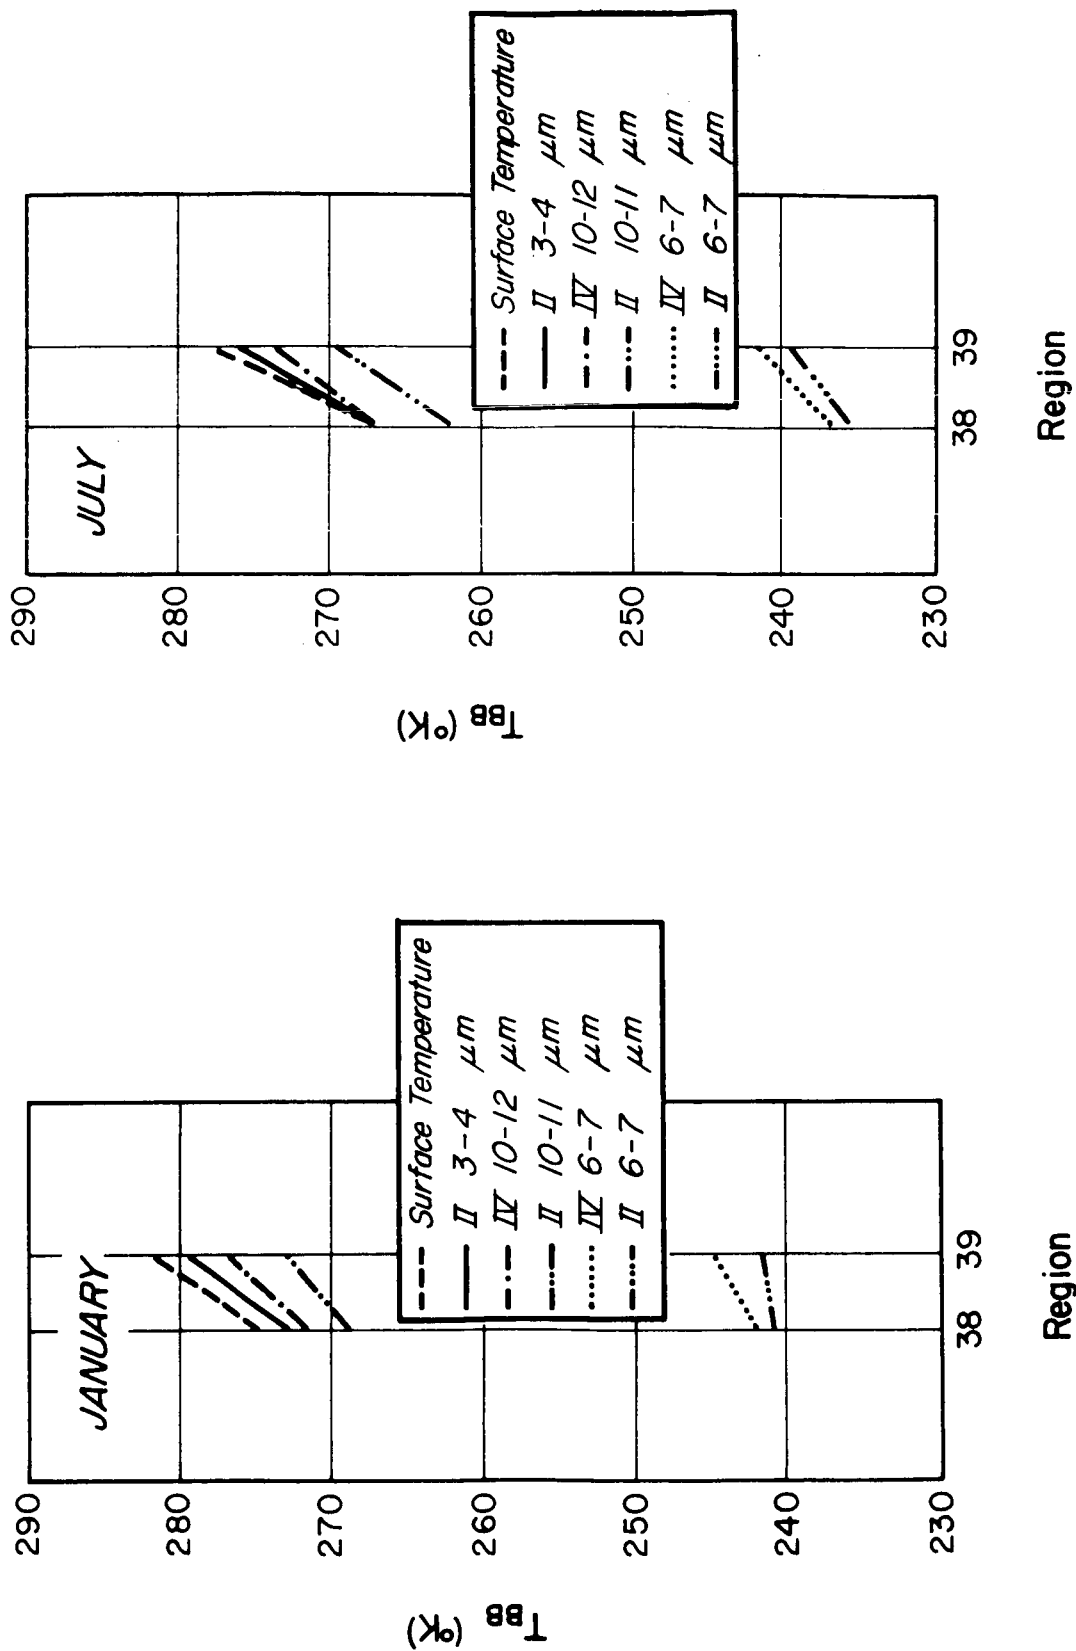 JANUARY
290
280
270
260
250
240
230
T_BB (°K)
38 39
Region
--- Surface Temperature
II 3-4 μm
IV 10-12 μm
II 10-11 μm
IV 6-7 μm
II 6-7 μm
JULY
290
280
270
260
250
240
230
T_BB (°K)
38 39
Region
Surface Temperature
II 3-4 μm
IV 10-12 μm
II 10-11 μm
IV 6-7 μm
II 6-7 μm